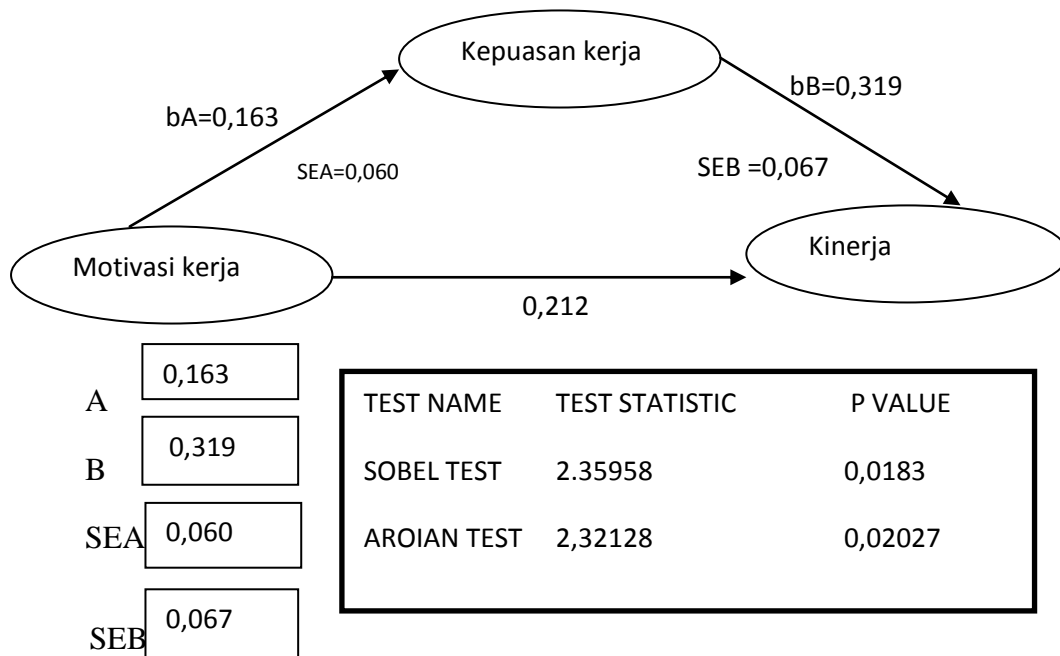 Kepuasan kerja
bA=0,163
bB=0,319
SEA=0,060
SEB =0,067
Motivasi kerja
Kinerja
0,212
A 0,163
B 0,319
SEA 0,060
SEB 0,067
TEST NAME TEST STATISTIC P VALUE
SOBEL TEST 2.35958 0,0183
AROIAN TEST 2,32128 0,02027